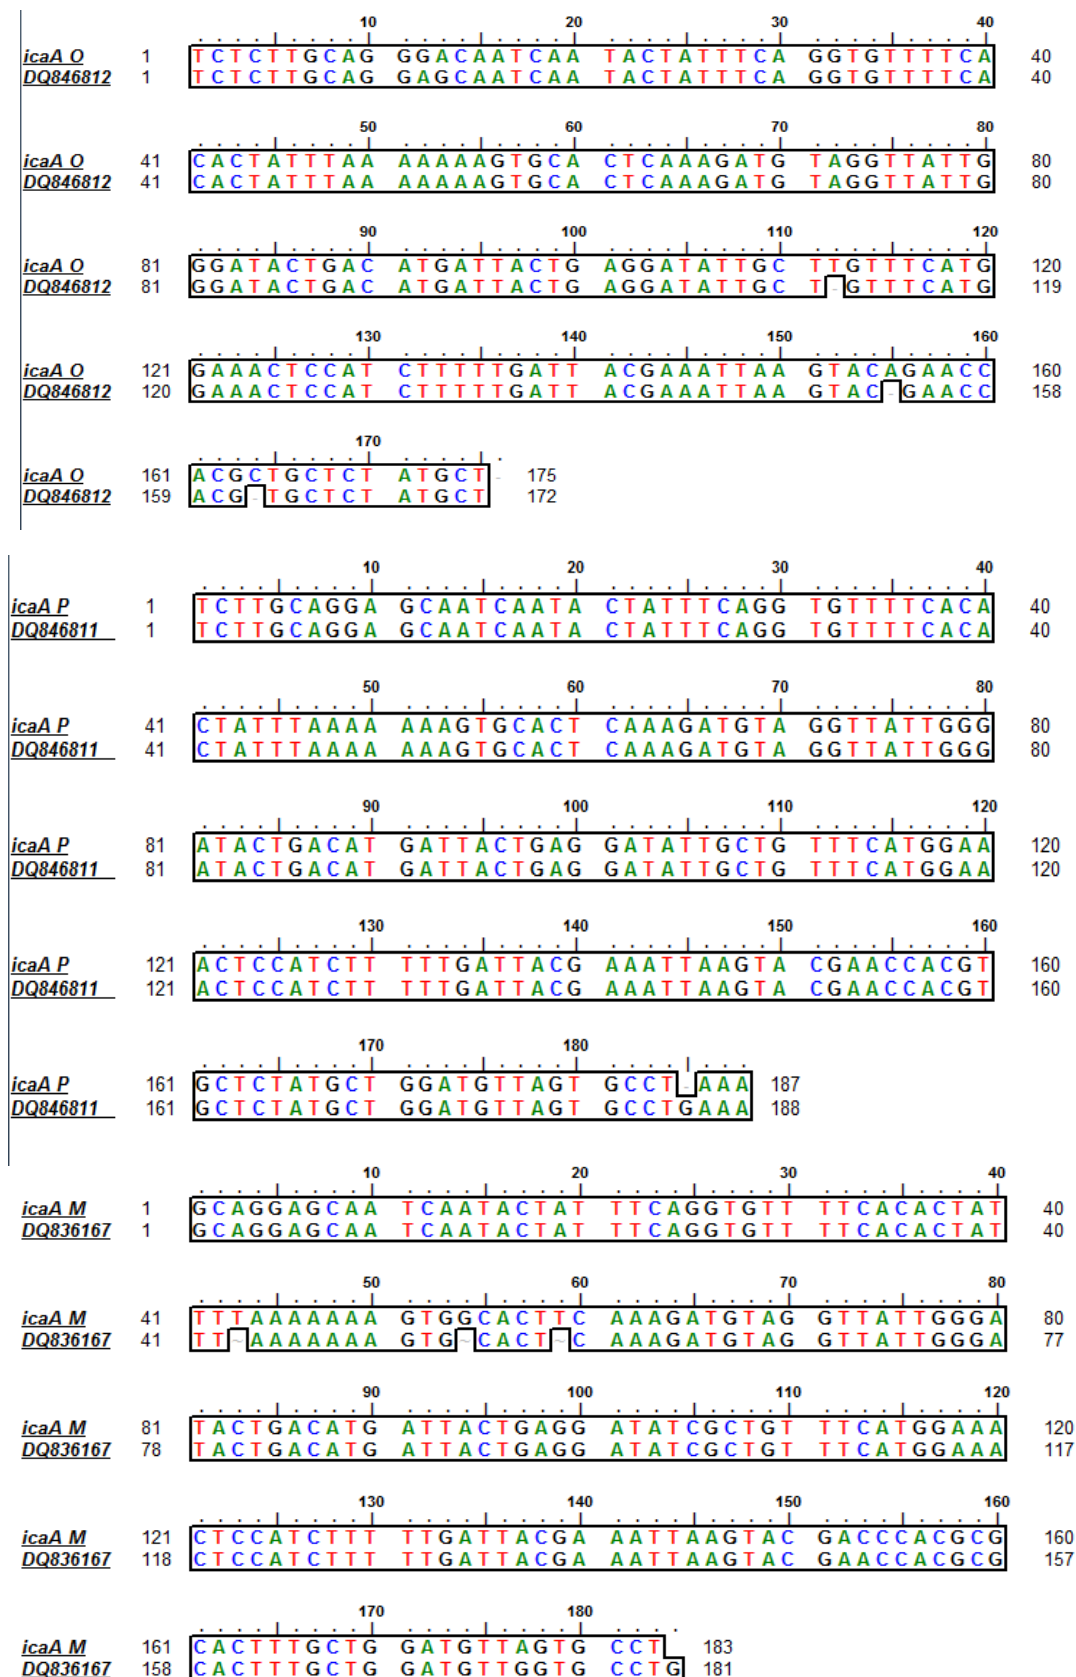 10 20 30 40
icaA O 1 TCTCTTGCAG GGACAATCAA TACTATTTCA GGTGTTTTCA 40
DQ846812 1 TCTCTTGCAG GAGCAATCAA TACTATTTCA GGTGTTTTCA 40
50 60 70 80
icaA O 41 CACTATTTAA AAAAAGTGCA CTCAAAGATG TAGGTTATTG 80
DQ846812 41 CACTATTTAA AAAAAGTGCA CTCAAAGATG TAGGTTATTG 80
90 100 110 120
icaA O 81 GGATACTGAC ATGATTACTG AGGATATTGC TTGTTTCATG 120
DQ846812 81 GGATACTGAC ATGATTACTG AGGATATTGC T-GTTTCATG 119
130 140 150 160
icaA O 121 GAAACTCCAT CTTTTTGATT ACGAAATTAA GTACAGAACC 160
DQ846812 120 GAAACTCCAT CTTTTTGATT ACGAAATTAA GTAC-GAACC 158
170
icaA O 161 ACGCTGCTCT ATGCT- 175
DQ846812 159 ACG-TGCTCT ATGCT 172
10 20 30 40
icaA P 1 TCTTGCAGGA GCAATCAATA CTATTTCAGG TGTTTTCACA 40
DQ846811 1 TCTTGCAGGA GCAATCAATA CTATTTCAGG TGTTTTCACA 40
50 60 70 80
icaA P 41 CTATTTAAAA AAAGTGCACT CAAAGATGTA GGTTATTGGG 80
DQ846811 41 CTATTTAAAA AAAGTGCACT CAAAGATGTA GGTTATTGGG 80
90 100 110 120
icaA P 81 ATACTGACAT GATTACTGAG GATATTGCTG TTTCATGGAA 120
DQ846811 81 ATACTGACAT GATTACTGAG GATATTGCTG TTTCATGGAA 120
130 140 150 160
icaA P 121 ACTCCATCTT TTTGATTACG AAATTAAGTA CGAACCACGT 160
DQ846811 121 ACTCCATCTT TTTGATTACG AAATTAAGTA CGAACCACGT 160
170 180
icaA P 161 GCTCTATGCT GGATGTTAGT GCCT-AAA 187
DQ846811 161 GCTCTATGCT GGATGTTAGT GCCTGAAA 188
10 20 30 40
icaA M 1 GCAGGAGCAA TCAATACTAT TTCAGGTGTT TTCACACTAT 40
DQ836167 1 GCAGGAGCAA TCAATACTAT TTCAGGTGTT TTCACACTAT 40
50 60 70 80
icaA M 41 TTTAAAAAAA GTGGCACTTC AAAGATGTAG GTTATTGGGA 80
DQ836167 41 TT~AAAAAAA GTG~CACT~C AAAGATGTAG GTTATTGGGA 77
90 100 110 120
icaA M 81 TACTGACATG ATTACTGAGG ATATCGCTGT TTCATGGAAA 120
DQ836167 78 TACTGACATG ATTACTGAGG ATATCGCTGT TTCATGGAAA 117
130 140 150 160
icaA M 121 CTCCATCTTT TTGATTACGA AATTAAGTAC GACCCACGCG 160
DQ836167 118 CTCCATCTTT TTGATTACGA AATTAAGTAC GAACCACGCG 157
170 180
icaA M 161 CACTTTGCTG GATGTTAGTG CCT 183
DQ836167 158 CACTTTGCTG GATGTTGGTG CCTG 181